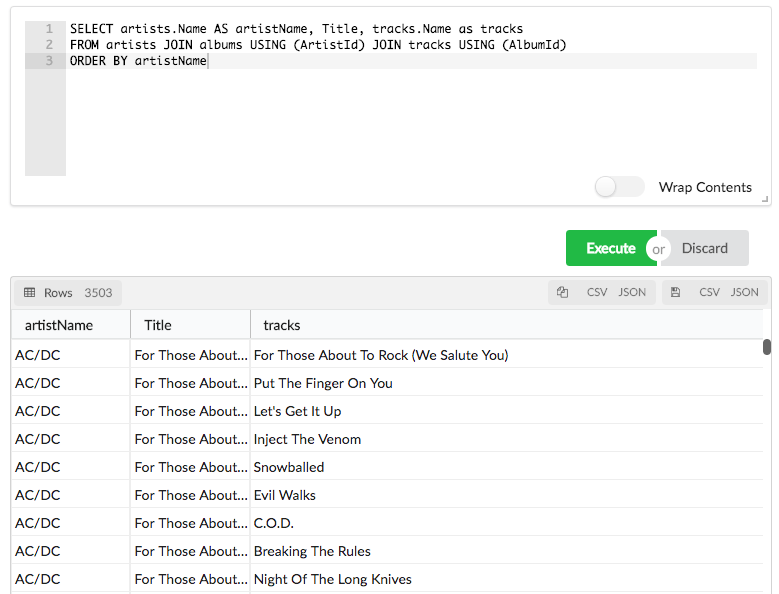 1 SELECT artists.Name AS artistName, Title, tracks.Name as tracks
2 FROM artists JOIN albums USING (ArtistId) JOIN tracks USING (AlbumId)
3 ORDER BY artistName
Wrap Contents
Execute or Discard
Rows 3503 CSV JSON CSV JSON
artistName Title tracks
AC/DC For Those About... For Those About To Rock (We Salute You)
AC/DC For Those About... Put The Finger On You
AC/DC For Those About... Let's Get It Up
AC/DC For Those About... Inject The Venom
AC/DC For Those About... Snowballed
AC/DC For Those About... Evil Walks
AC/DC For Those About... C.O.D.
AC/DC For Those About... Breaking The Rules
AC/DC For Those About... Night Of The Long Knives